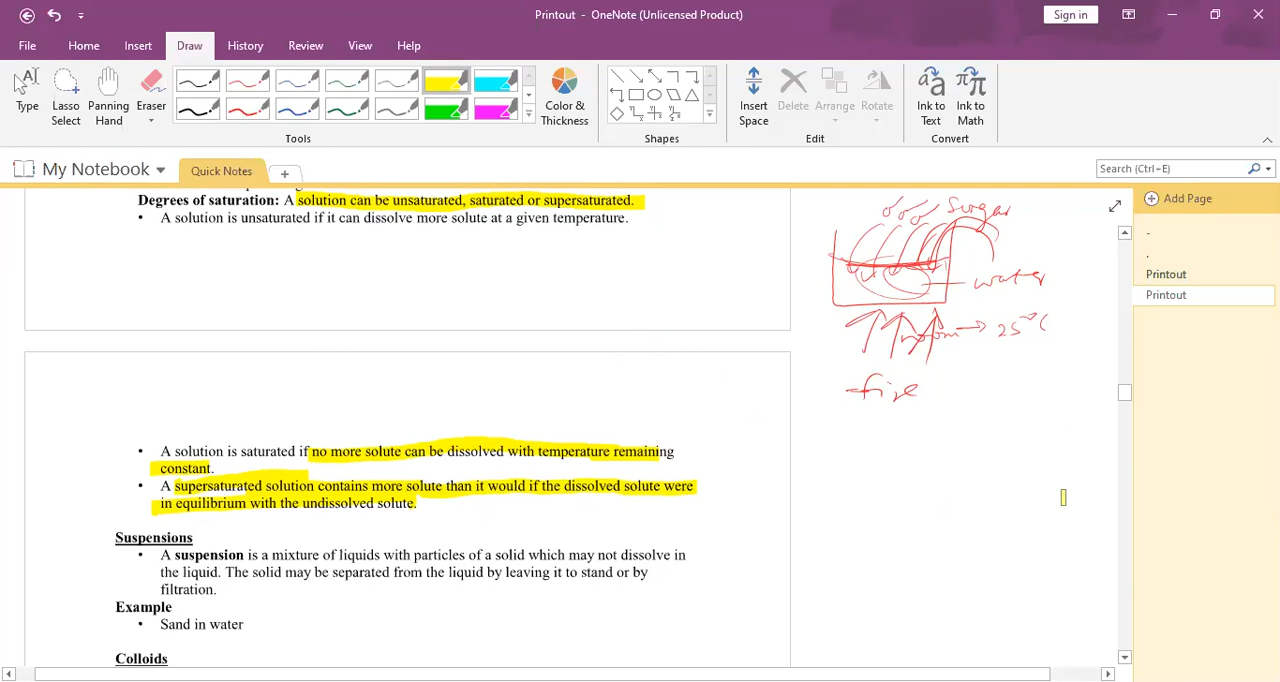 Printout - OneNote (Unlicensed Product)
Sign in
File Home Insert Draw History Review View Help
Type
Lasso Select
Panning Hand
Eraser
Color & Thickness
Insert Space
Delete
Arrange
Rotate
Ink to Text
Ink to Math
Tools
Shapes
Edit
Convert
My Notebook
Quick Notes
Search (Ctrl+E)
Add Page
-
.
Printout
Printout
Degrees of saturation: A solution can be unsaturated, saturated or supersaturated.
• A solution is unsaturated if it can dissolve more solute at a given temperature.
Sugar
water
25°C
fire
• A solution is saturated if no more solute can be dissolved with temperature remaining
constant.
• A supersaturated solution contains more solute than it would if the dissolved solute were
in equilibrium with the undissolved solute.
Suspensions
• A suspension is a mixture of liquids with particles of a solid which may not dissolve in
the liquid. The solid may be separated from the liquid by leaving it to stand or by
filtration.
Example
• Sand in water
Colloids